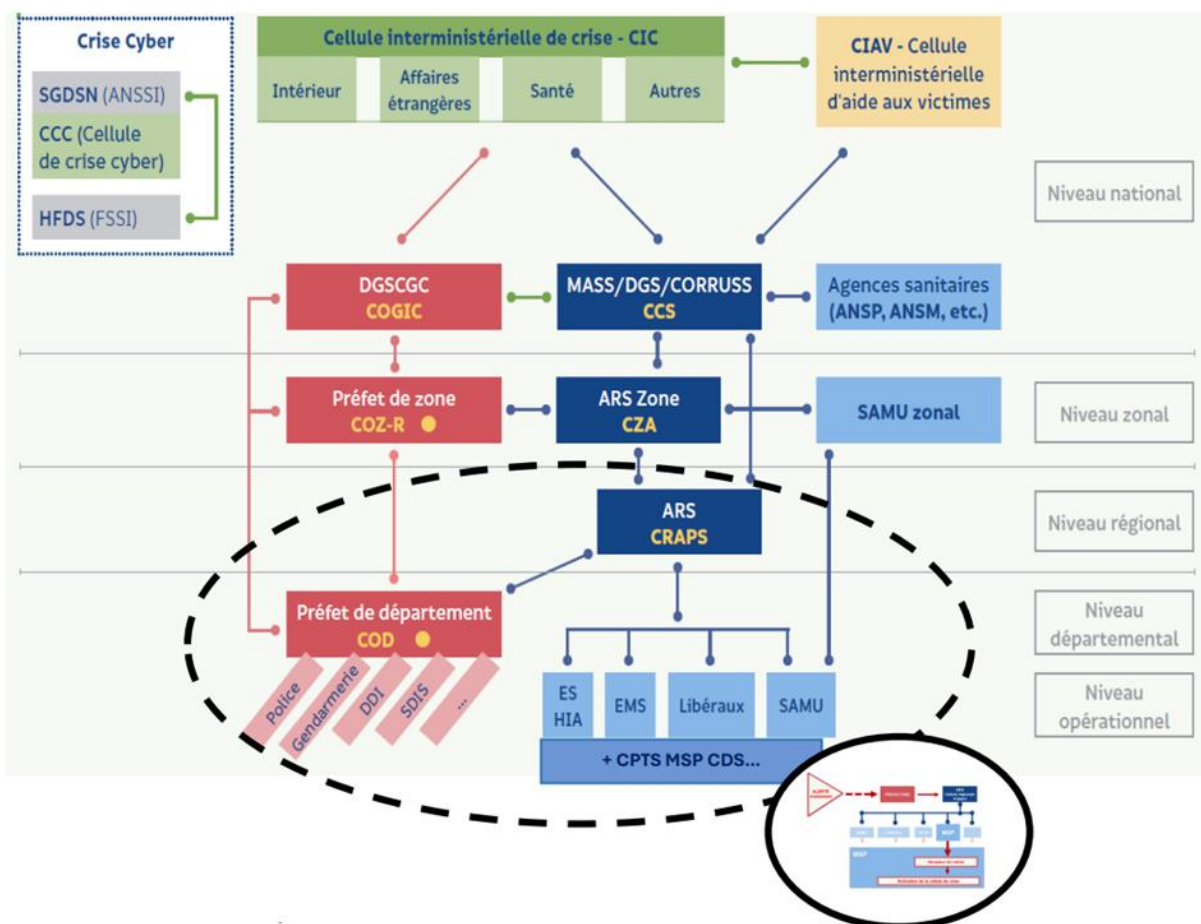 Crise Cyber
SGDSN (ANSSI)
CCC (Cellule
de crise cyber)
HFDS (FSSI)
Cellule interministérielle de crise - CIC
Intérieur
Affaires
étrangères
Santé
Autres
CIAV - Cellule
interministérielle
d'aide aux victimes
Niveau national
DGSCGC
COGIC
MASS/DGS/CORRUSS
CCS
Agences sanitaires
(ANSP, ANSM, etc.)
Préfet de zone
COZ-R
ARS Zone
CZA
SAMU zonal
Niveau zonal
ARS
CRAPS
Niveau régional
Préfet de département
COD
Niveau
départemental
Police
Gendarmerie
DDI
SDIS
...
ES
HIA
EMS
Libéraux
SAMU
Niveau
opérationnel
+ CPTS MSP CDS...
MSP
MSP